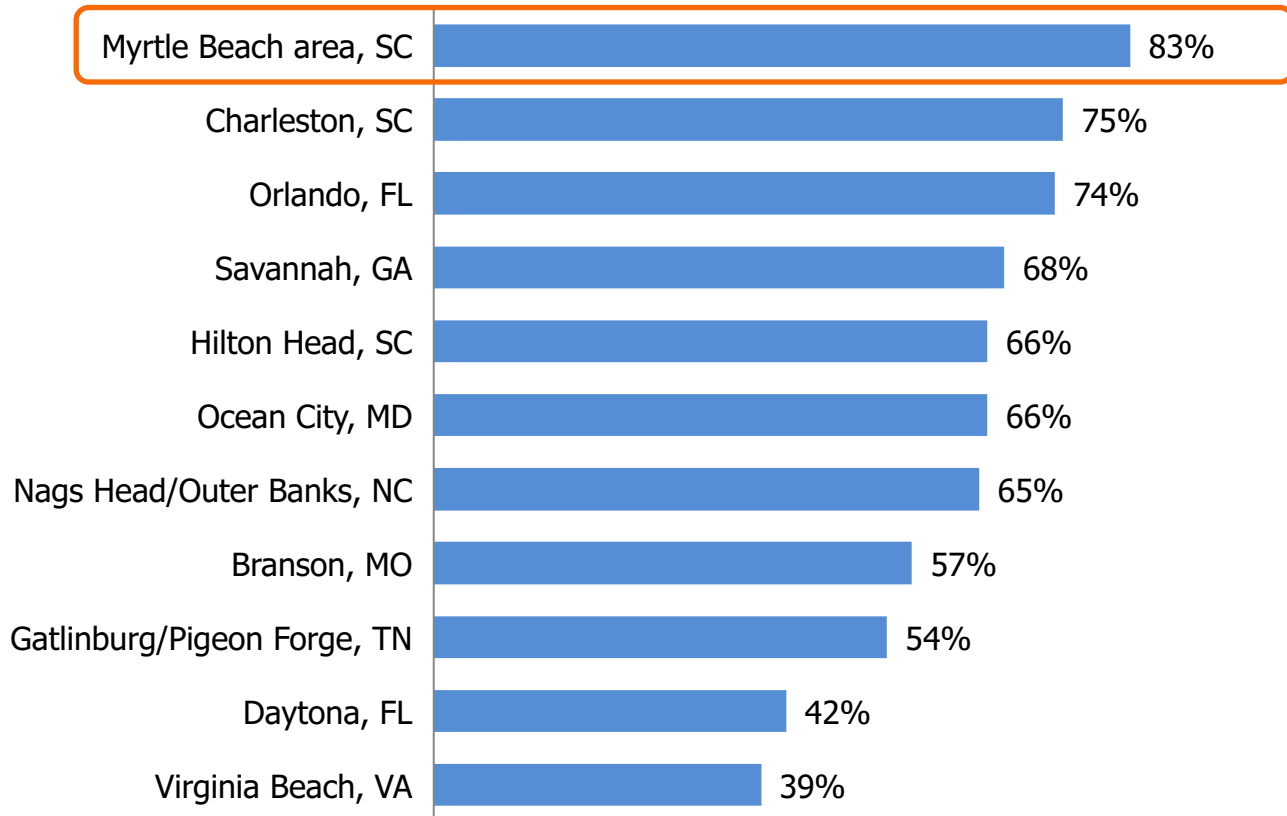 Myrtle Beach area, SC 83%
Charleston, SC 75%
Orlando, FL 74%
Savannah, GA 68%
Hilton Head, SC 66%
Ocean City, MD 66%
Nags Head/Outer Banks, NC 65%
Branson, MO 57%
Gatlinburg/Pigeon Forge, TN 54%
Daytona, FL 42%
Virginia Beach, VA 39%